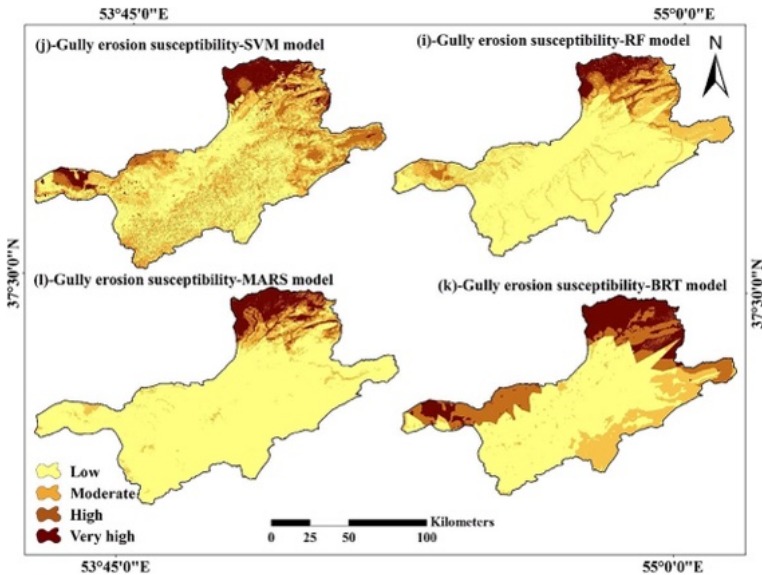 53°45'0"E
55°0'0"E
(j)-Gully erosion susceptibility-SVM model
(i)-Gully erosion susceptibility-RF model
N
37°30'0"N
37°30'0"N
(l)-Gully erosion susceptibility-MARS model
(k)-Gully erosion susceptibility-BRT model
Low
Moderate
High
Very high
Kilometers
0 25 50 100
53°45'0"E
55°0'0"E